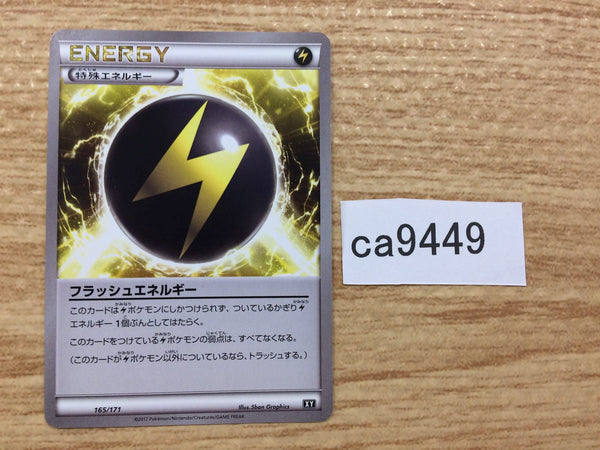 ENERGY
特殊エネルギー
フラッシュエネルギー
このカードはポケモンにしかつけられず、ついているかぎり
エネルギー 1個ぶんとしてはたらく。
このカードをつけているポケモンの弱点は、すべてなくなる。
(このカードがポケモン以外についているなら、トラッシュする。)
165/171
Illus. 5ban Graphics
XY
©2017 Pokémon/Nintendo/Creatures/GAME FREAK
ca9449